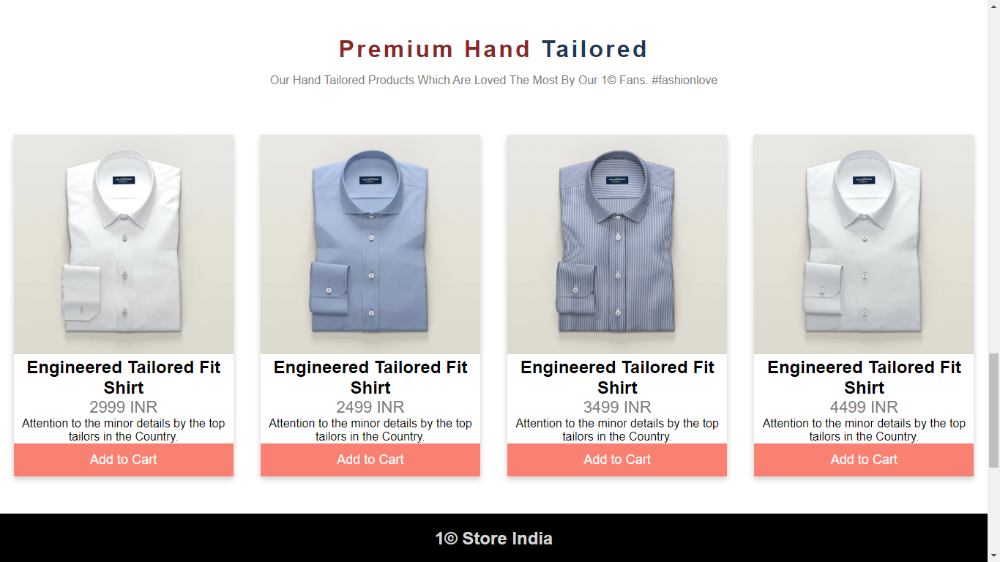 Premium Hand Tailored
Our Hand Tailored Products Which Are Loved The Most By Our 1© Fans. #fashionlove
Engineered Tailored Fit
Shirt
2999 INR
Attention to the minor details by the top
tailors in the Country.
Add to Cart
Engineered Tailored Fit
Shirt
2499 INR
Attention to the minor details by the top
tailors in the Country.
Add to Cart
Engineered Tailored Fit
Shirt
3499 INR
Attention to the minor details by the top
tailors in the Country.
Add to Cart
Engineered Tailored Fit
Shirt
4499 INR
Attention to the minor details by the top
tailors in the Country.
Add to Cart
1© Store India